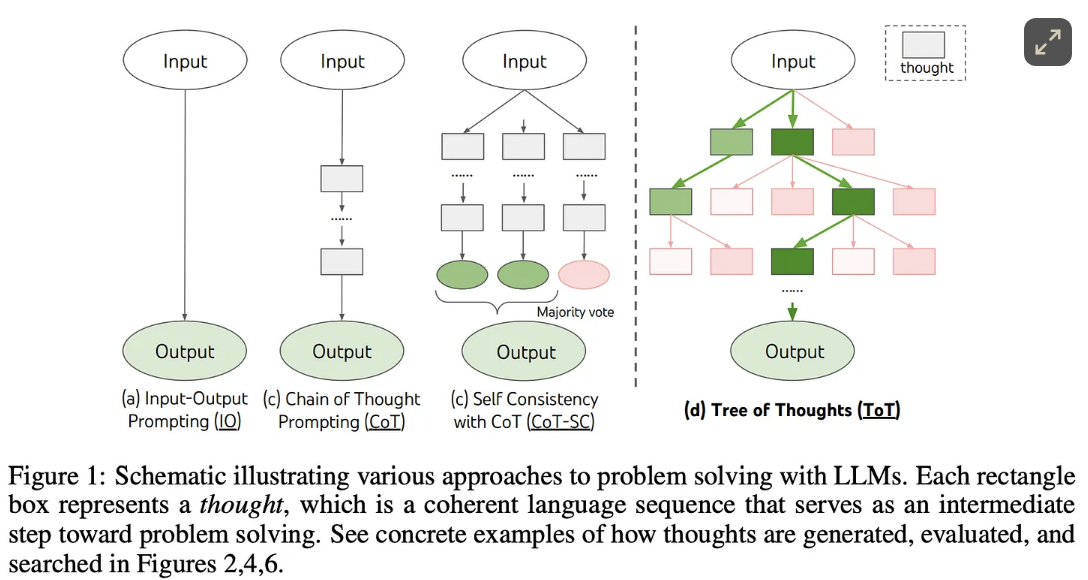 Input
Input
Input
Input
thought
......
......
......
......
......
Majority vote
Output
Output
Output
Output
(a) Input-Output
Prompting (IO)
(c) Chain of Thought
Prompting (CoT)
(c) Self Consistency
with CoT (CoT-SC)
(d) Tree of Thoughts (ToT)
Figure 1: Schematic illustrating various approaches to problem solving with LLMs. Each rectangle
box represents a thought, which is a coherent language sequence that serves as an intermediate
step toward problem solving. See concrete examples of how thoughts are generated, evaluated, and
searched in Figures 2,4,6.